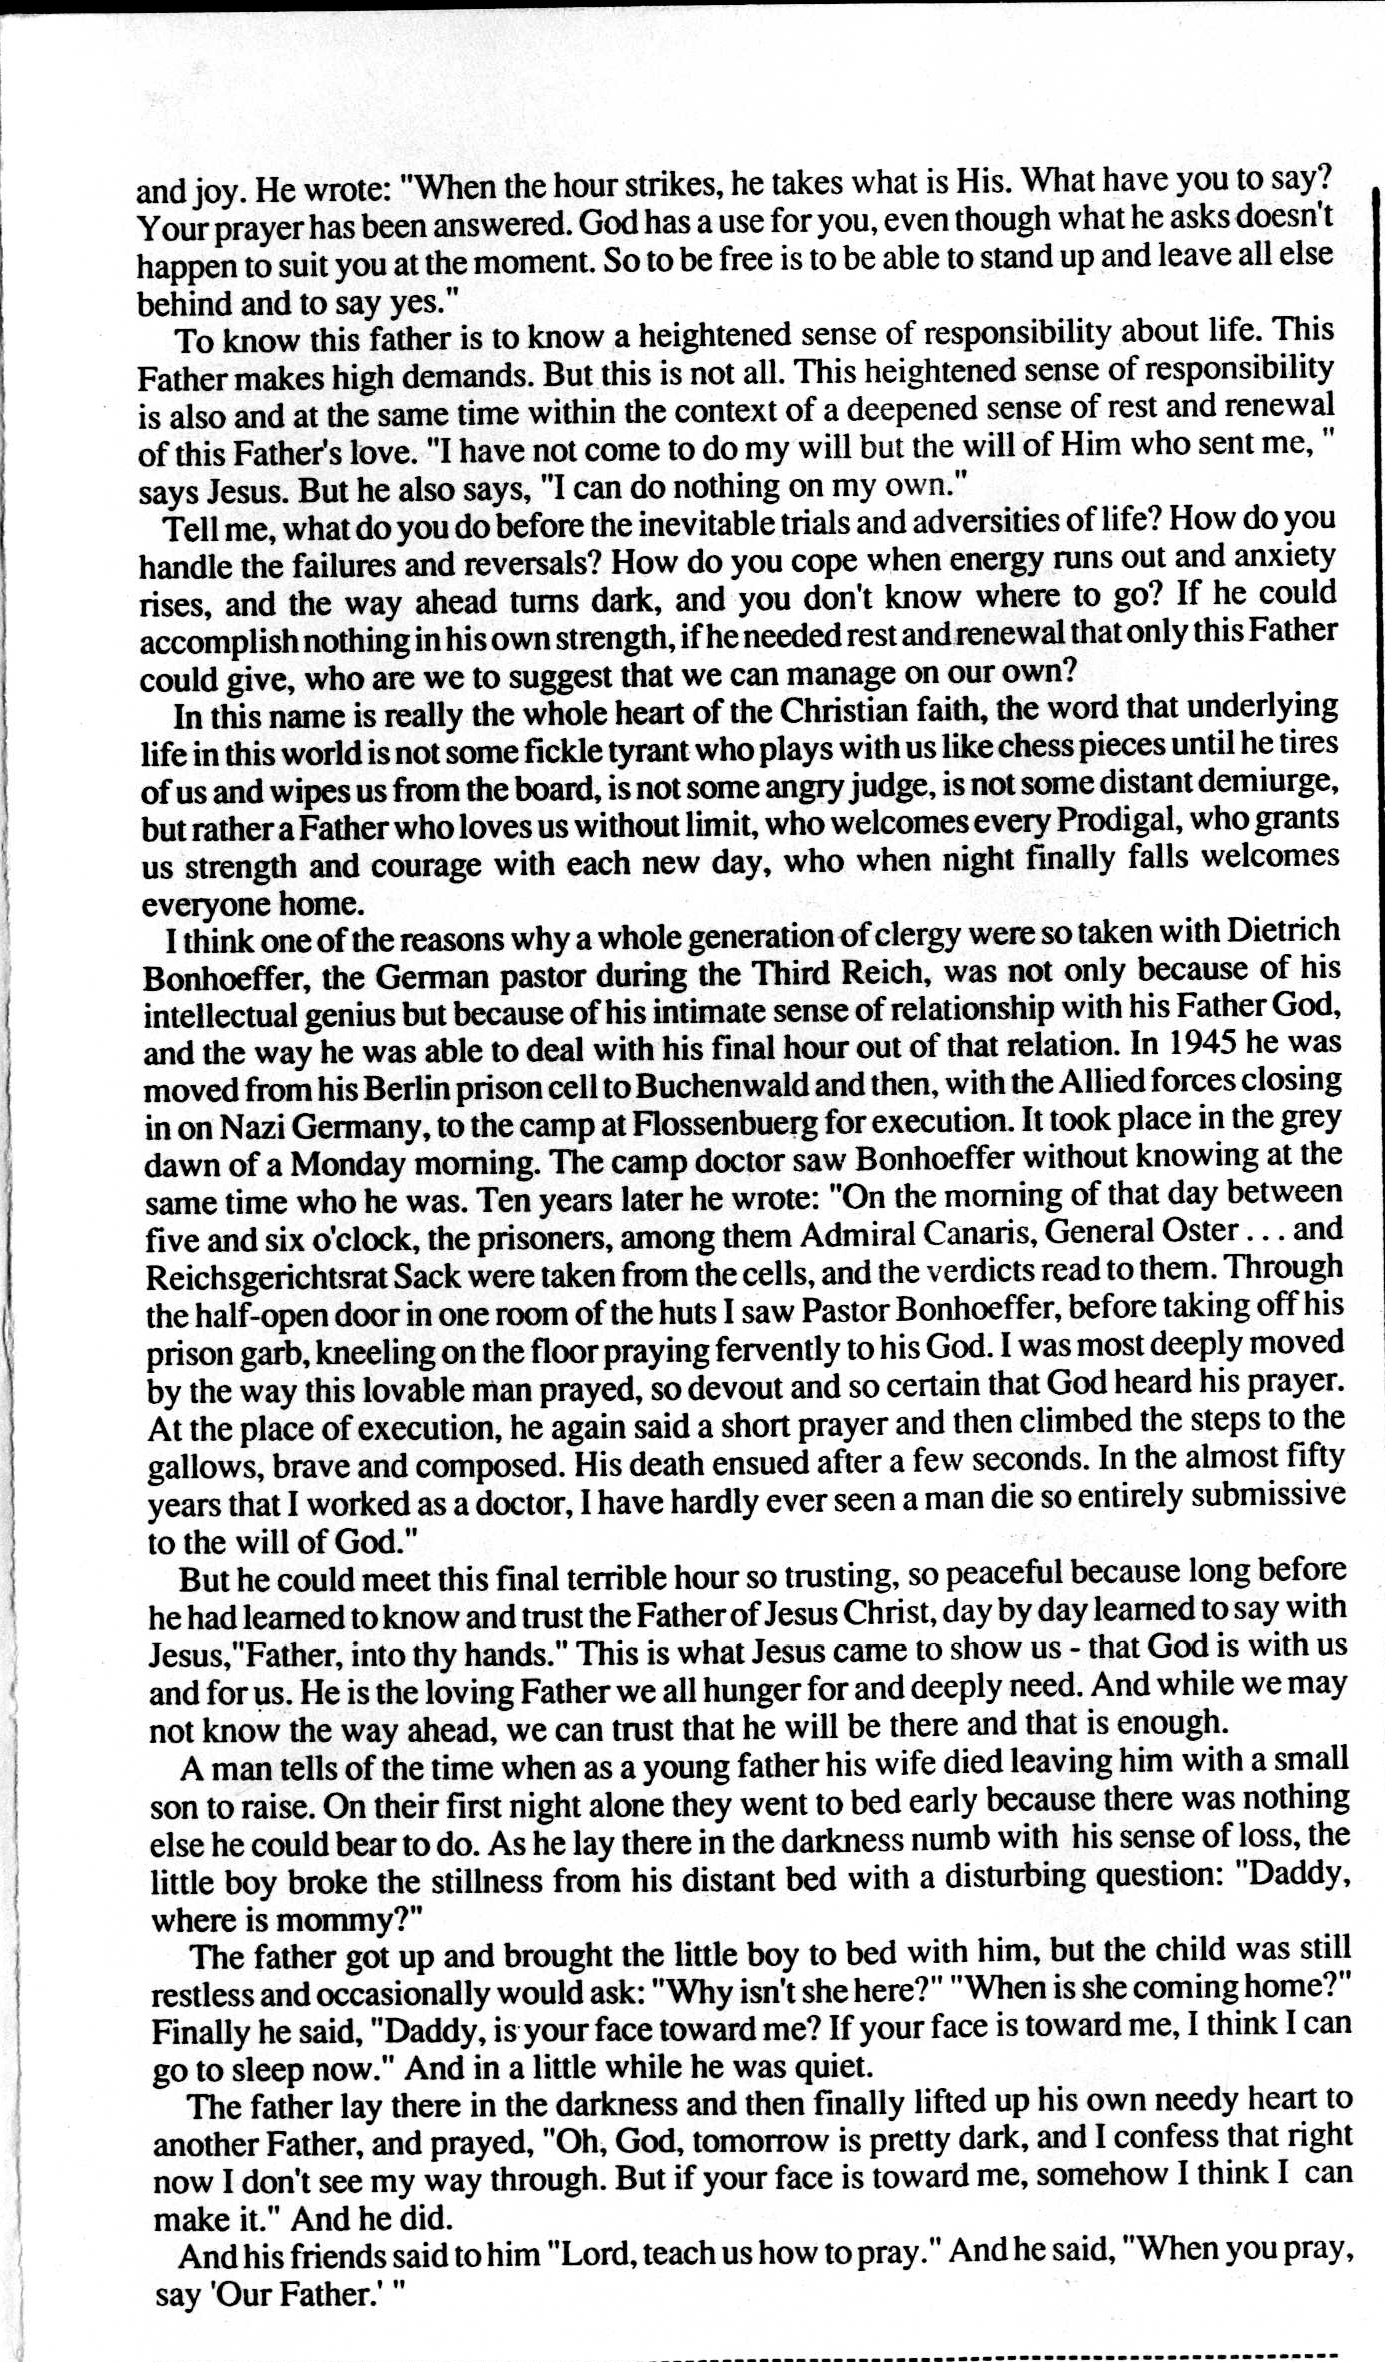 and joy. He wrote: "When the hour strikes, he takes what is His. What have you to say?
Your prayer has been answered. God has a use for you, even though what he asks doesn't
happen to suit you at the moment. So to be free is to be able to stand up and leave all else
behind and to say yes."
To know this father is to know a heightened sense of responsibility about life. This
Father makes high demands. But this is not all. This heightened sense of responsibility
is also and at the same time within the context of a deepened sense of rest and renewal
of this Father's love. "I have not come to do my will but the will of Him who sent me, "
says Jesus. But he also says, "I can do nothing on my own."
Tell me, what do you do before the inevitable trials and adversities of life? How do you
handle the failures and reversals? How do you cope when energy runs out and anxiety
rises, and the way ahead turns dark, and you don't know where to go? If he could
accomplish nothing in his own strength, if he needed rest and renewal that only this Father
could give, who are we to suggest that we can manage on our own?
In this name is really the whole heart of the Christian faith, the word that underlying
life in this world is not some fickle tyrant who plays with us like chess pieces until he tires
of us and wipes us from the board, is not some angry judge, is not some distant demiurge,
but rather a Father who loves us without limit, who welcomes every Prodigal, who grants
us strength and courage with each new day, who when night finally falls welcomes
everyone home.
I think one of the reasons why a whole generation of clergy were so taken with Dietrich
Bonhoeffer, the German pastor during the Third Reich, was not only because of his
intellectual genius but because of his intimate sense of relationship with his Father God,
and the way he was able to deal with his final hour out of that relation. In 1945 he was
moved from his Berlin prison cell to Buchenwald and then, with the Allied forces closing
in on Nazi Germany, to the camp at Flossenbuerg for execution. It took place in the grey
dawn of a Monday morning. The camp doctor saw Bonhoeffer without knowing at the
same time who he was. Ten years later he wrote: "On the morning of that day between
five and six o'clock, the prisoners, among them Admiral Canaris, General Oster . . . and
Reichsgerichtsrat Sack were taken from the cells, and the verdicts read to them. Through
the half-open door in one room of the huts I saw Pastor Bonhoeffer, before taking off his
prison garb, kneeling on the floor praying fervently to his God. I was most deeply moved
by the way this lovable man prayed, so devout and so certain that God heard his prayer.
At the place of execution, he again said a short prayer and then climbed the steps to the
gallows, brave and composed. His death ensued after a few seconds. In the almost fifty
years that I worked as a doctor, I have hardly ever seen a man die so entirely submissive
to the will of God."
But he could meet this final terrible hour so trusting, so peaceful because long before
he had learned to know and trust the Father of Jesus Christ, day by day learned to say with
Jesus,"Father, into thy hands." This is what Jesus came to show us - that God is with us
and for us. He is the loving Father we all hunger for and deeply need. And while we may
not know the way ahead, we can trust that he will be there and that is enough.
A man tells of the time when as a young father his wife died leaving him with a small
son to raise. On their first night alone they went to bed early because there was nothing
else he could bear to do. As he lay there in the darkness numb with his sense of loss, the
little boy broke the stillness from his distant bed with a disturbing question: "Daddy,
where is mommy?"
The father got up and brought the little boy to bed with him, but the child was still
restless and occasionally would ask: "Why isn't she here?" "When is she coming home?"
Finally he said, "Daddy, is your face toward me? If your face is toward me, I think I can
go to sleep now." And in a little while he was quiet.
The father lay there in the darkness and then finally lifted up his own needy heart to
another Father, and prayed, "Oh, God, tomorrow is pretty dark, and I confess that right
now I don't see my way through. But if your face is toward me, somehow I think I can
make it." And he did.
And his friends said to him "Lord, teach us how to pray." And he said, "When you pray,
say 'Our Father.' "